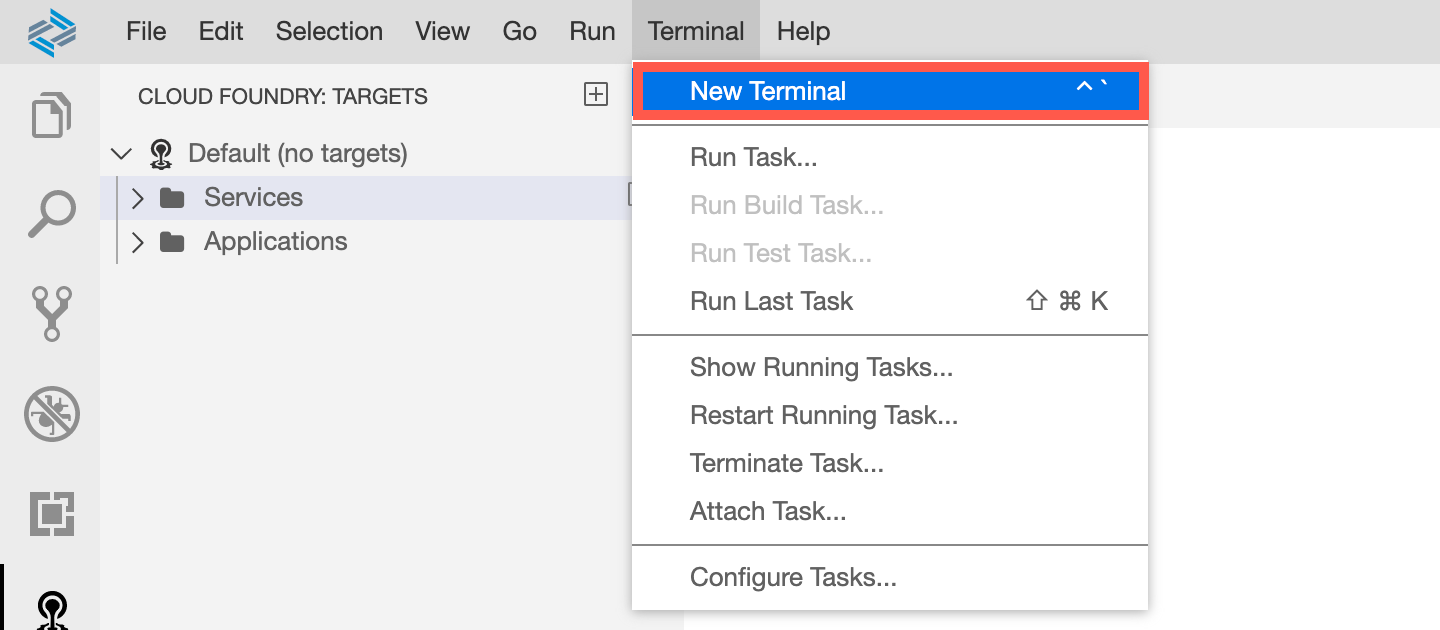 File Edit Selection View Go Run Terminal Help
CLOUD FOUNDRY: TARGETS
Default (no targets)
Services
Applications
New Terminal ^ `
Run Task...
Run Build Task...
Run Test Task...
Run Last Task ⇧ ⌘ K
Show Running Tasks...
Restart Running Task...
Terminate Task...
Attach Task...
Configure Tasks...